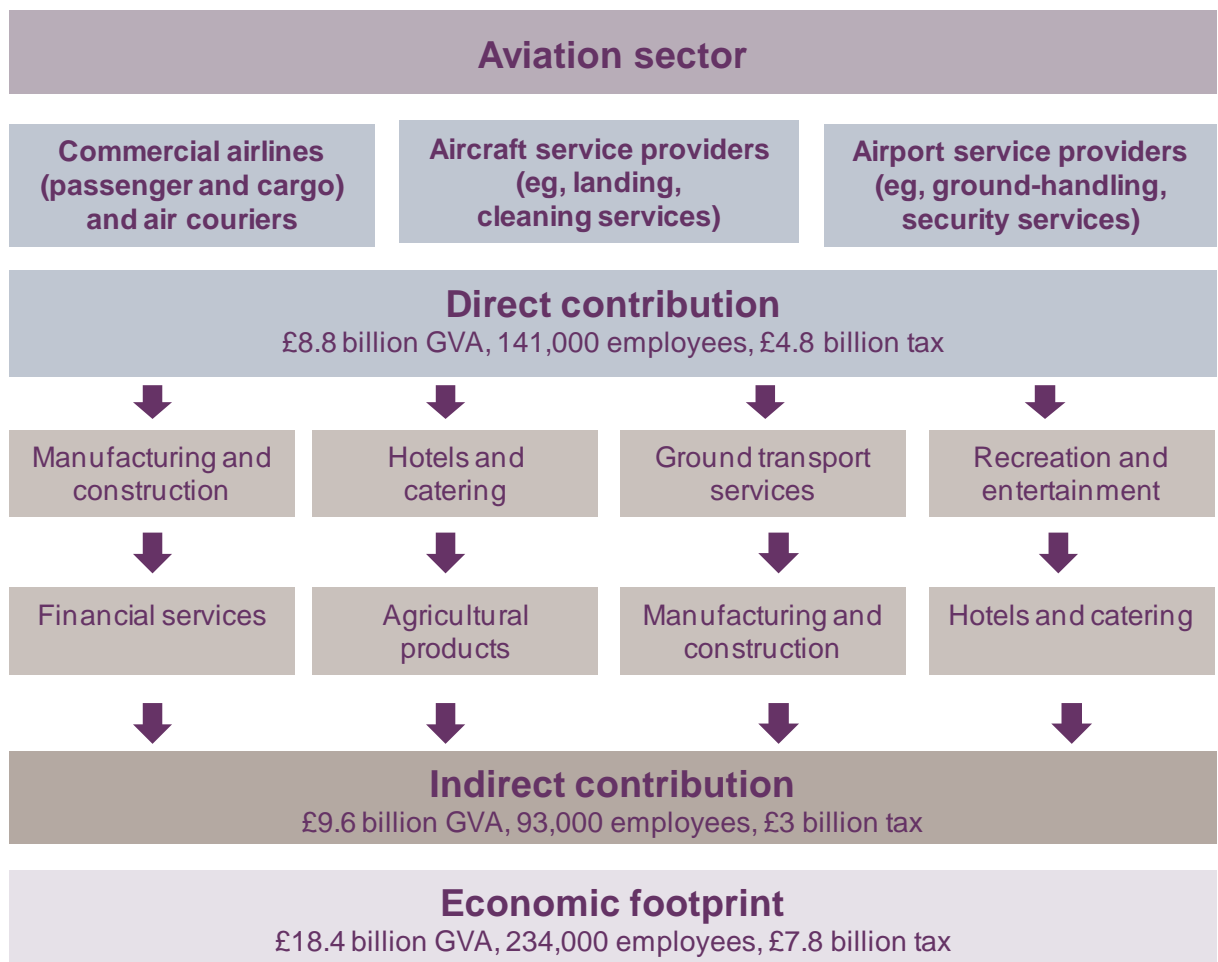 Aviation sector
Commercial airlines
(passenger and cargo)
and air couriers
Aircraft service providers
(eg, landing,
cleaning services)
Airport service providers
(eg, ground-handling,
security services)
Direct contribution
£8.8 billion GVA, 141,000 employees, £4.8 billion tax
Manufacturing and
construction
Hotels and
catering
Ground transport
services
Recreation and
entertainment
Financial services
Agricultural
products
Manufacturing and
construction
Hotels and catering
Indirect contribution
£9.6 billion GVA, 93,000 employees, £3 billion tax
Economic footprint
£18.4 billion GVA, 234,000 employees, £7.8 billion tax